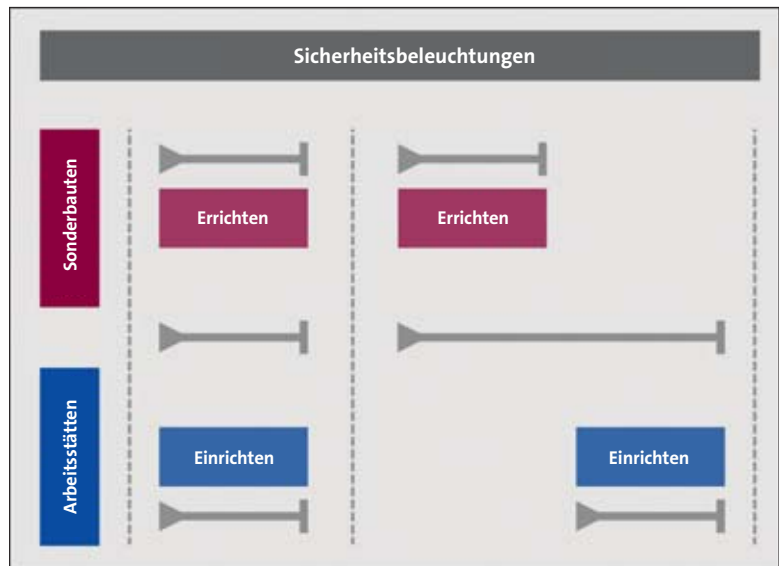 Sicherheitsbeleuchtungen
Sonderbauten
Errichten
Errichten
Arbeitsstätten
Einrichten
Einrichten